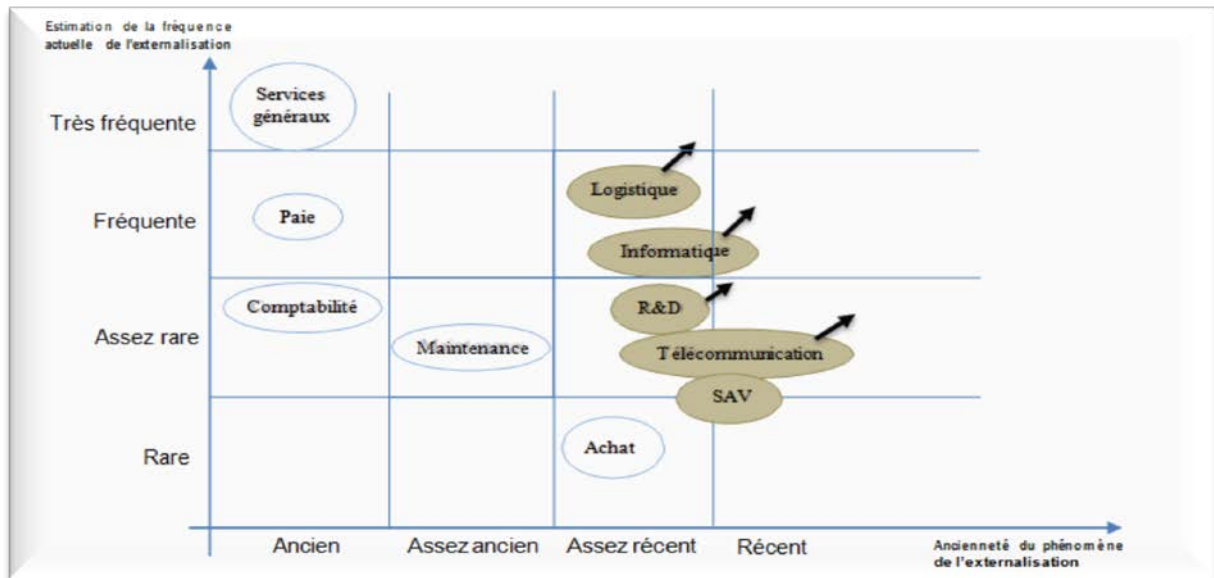 Estimation de la fréquence
actuelle de l'externalisation
Services
généraux
Très fréquente
Logistique
Fréquente
Paie
Informatique
Comptabilité
R&D
Assez rare
Maintenance
Télécommunication
SAV
Achat
Rare
Ancien
Assez ancien
Assez récent
Récent
Ancienneté du phénomène
de l'externalisation